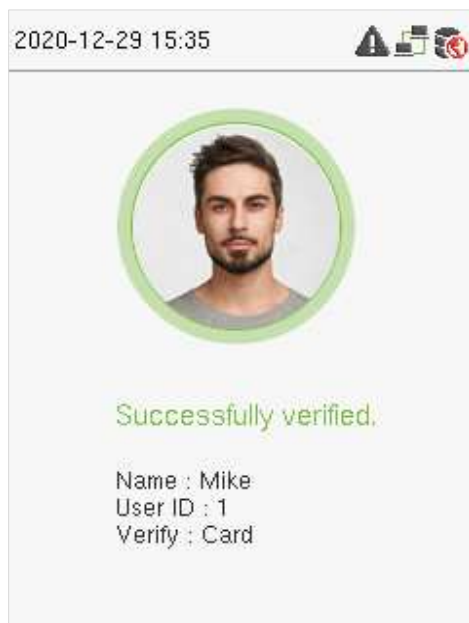 2020-12-29 15:35
Successfully verified.
Name : Mike
User ID : 1
Verify : Card